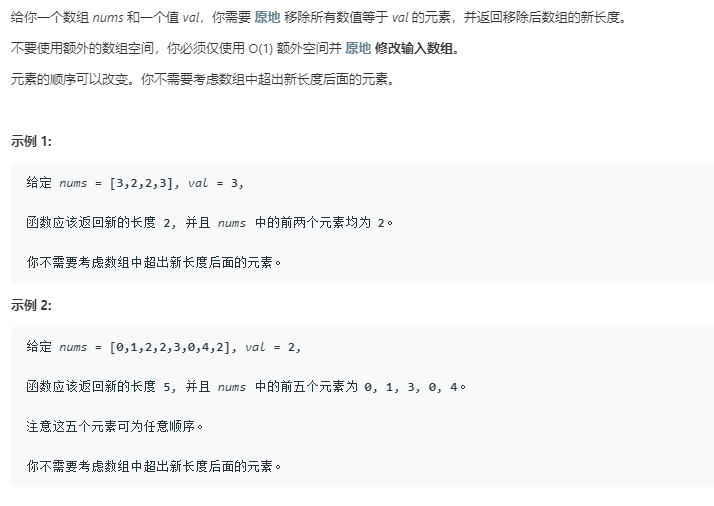 给你一个数组 nums 和一个值 val，你需要 原地 移除所有数值等于 val 的元素，并返回移除后数组的新长度。
不要使用额外的数组空间，你必须仅使用 O(1) 额外空间并 原地 修改输入数组。
元素的顺序可以改变。你不需要考虑数组中超出新长度后面的元素。
示例 1:
给定 nums = [3,2,2,3], val = 3,
函数应该返回新的长度 2, 并且 nums 中的前两个元素均为 2。
你不需要考虑数组中超出新长度后面的元素。
示例 2:
给定 nums = [0,1,2,2,3,0,4,2], val = 2,
函数应该返回新的长度 5, 并且 nums 中的前五个元素为 0, 1, 3, 0, 4。
注意这五个元素可为任意顺序。
你不需要考虑数组中超出新长度后面的元素。